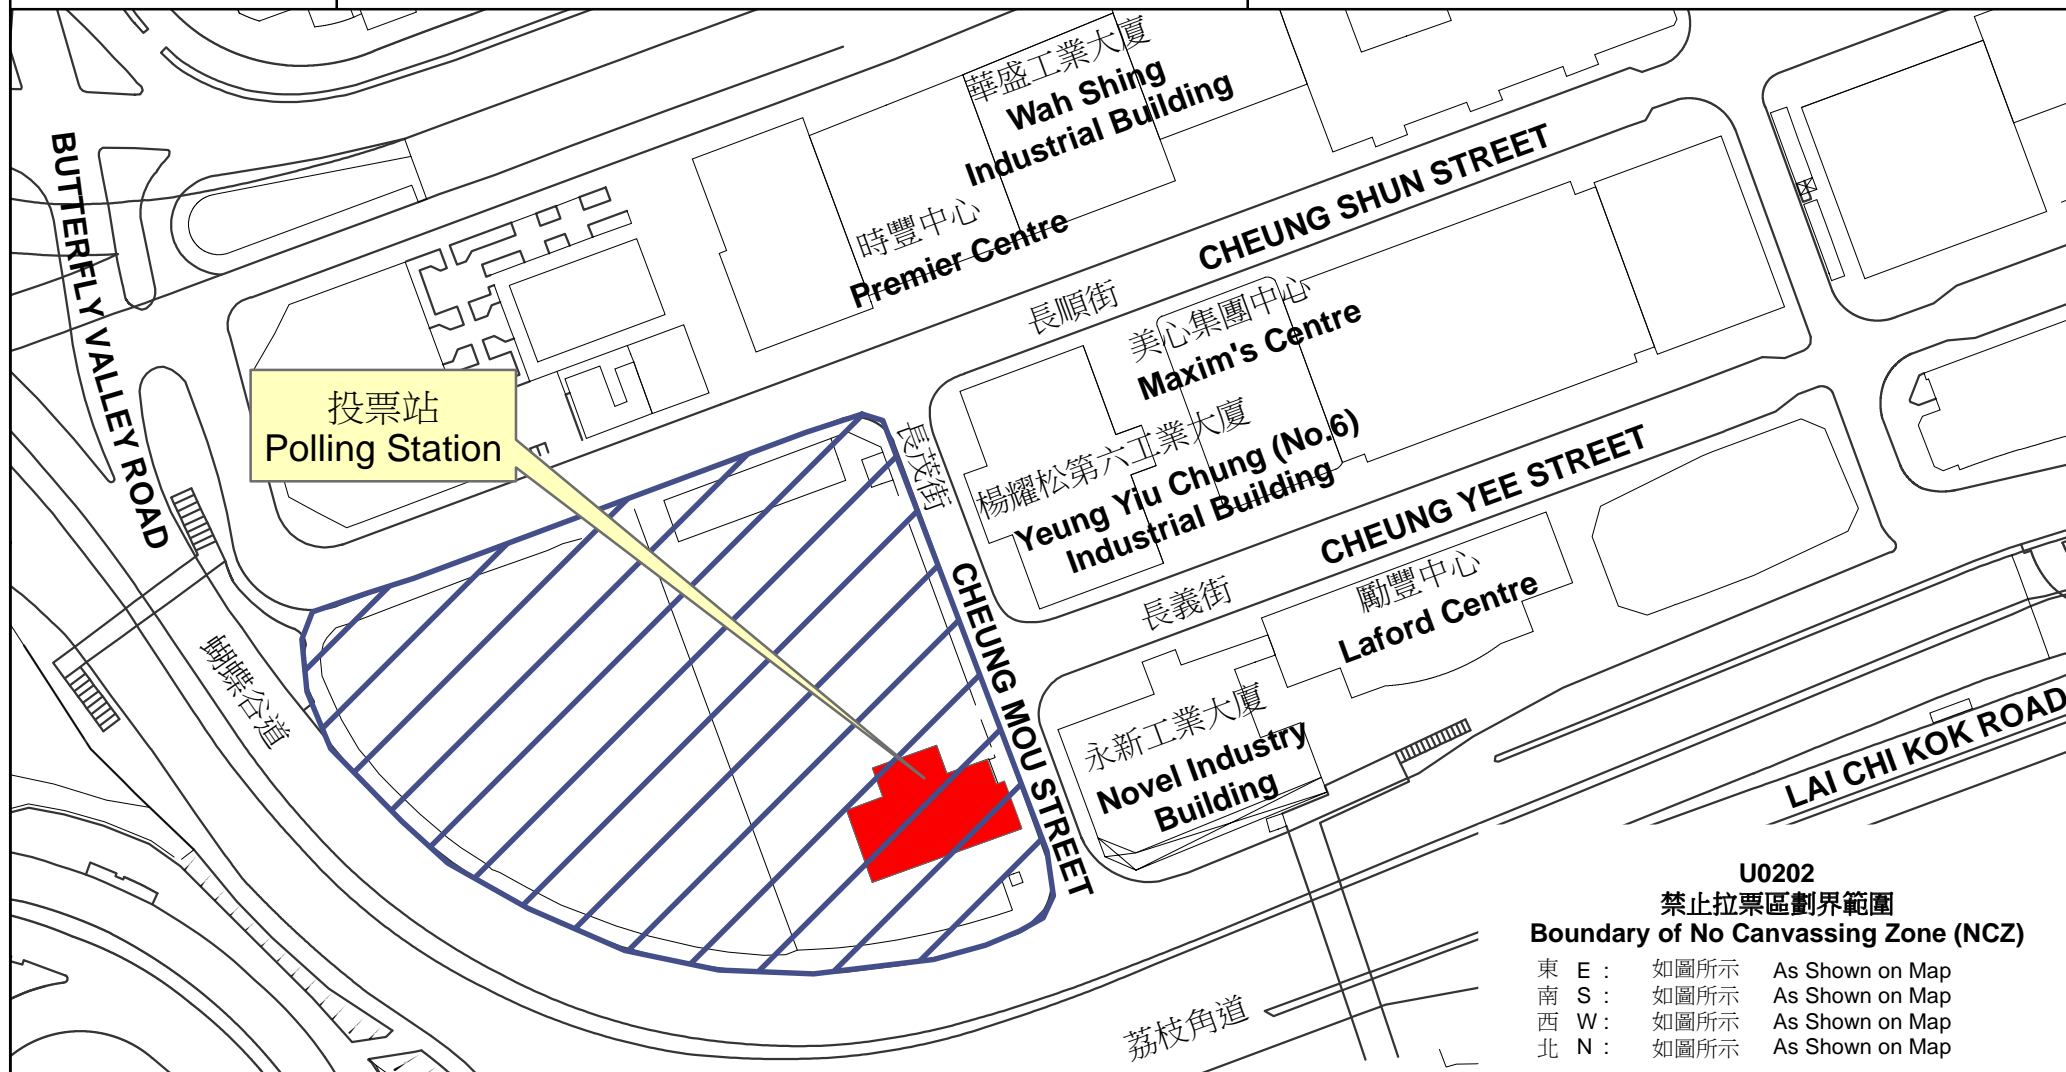 華盛工業大廈
Wah Shing
Industrial Building
BUTTERFLY VALLEY ROAD
時豐中心
Premier Centre
CHEUNG SHUN STREET
長順街
美心集團中心
Maxim's Centre
投票站
Polling Station
長茂街
楊耀松第六工業大廈
Yeung Yiu Chung (No.6)
Industrial Building
CHEUNG YEE STREET
長義街
勵豐中心
Laford Centre
CHEUNG MOU STREET
蝴蝶谷道
永新工業大廈
Novel Industry
Building
LAI CHI KOK ROAD
荔枝角道
U0202
禁止拉票區劃界範圍
Boundary of No Canvassing Zone (NCZ)
東 E : 如圖所示 As Shown on Map
南 S : 如圖所示 As Shown on Map
西 W : 如圖所示 As Shown on Map
北 N : 如圖所示 As Shown on Map